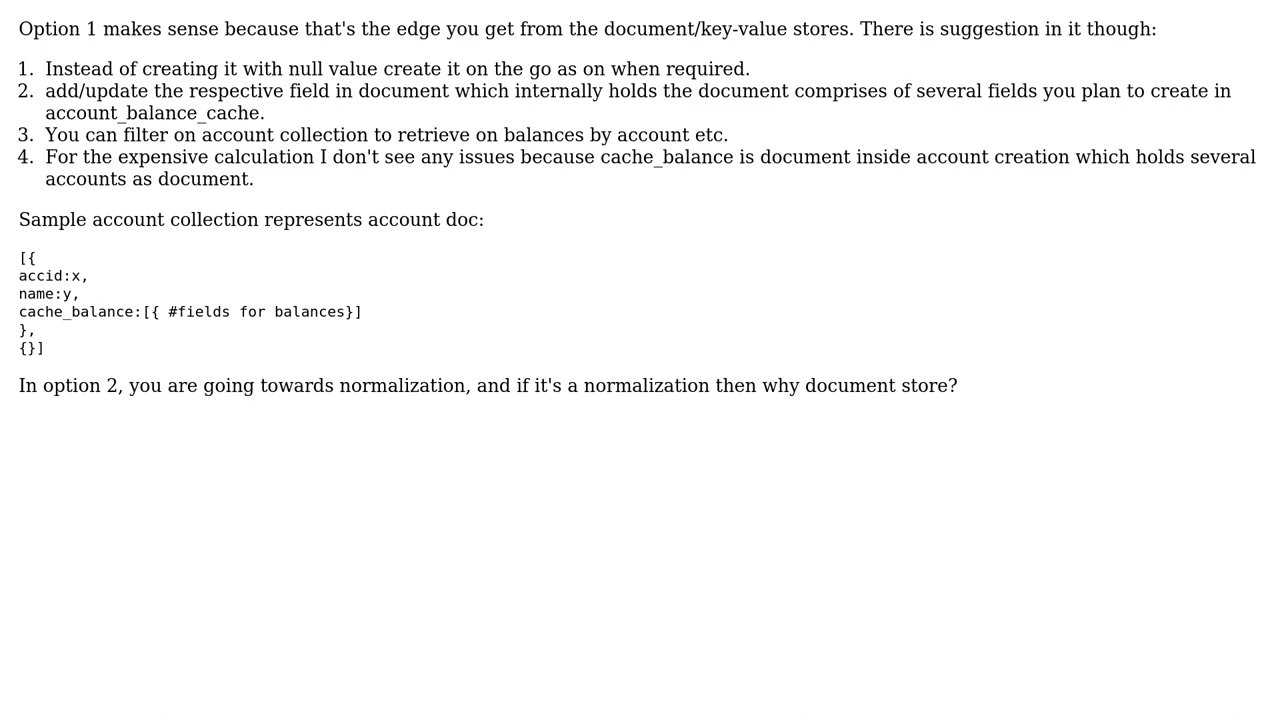 Option 1 makes sense because that's the edge you get from the document/key-value stores. There is suggestion in it though:
1. Instead of creating it with null value create it on the go as on when required.
2. add/update the respective field in document which internally holds the document comprises of several fields you plan to create in
account_balance_cache.
3. You can filter on account collection to retrieve on balances by account etc.
4. For the expensive calculation I don't see any issues because cache_balance is document inside account creation which holds several
accounts as document.
Sample account collection represents account doc:
[{
accid:x,
name:y,
cache_balance:[{ #fields for balances}]
},
{}]
In option 2, you are going towards normalization, and if it's a normalization then why document store?